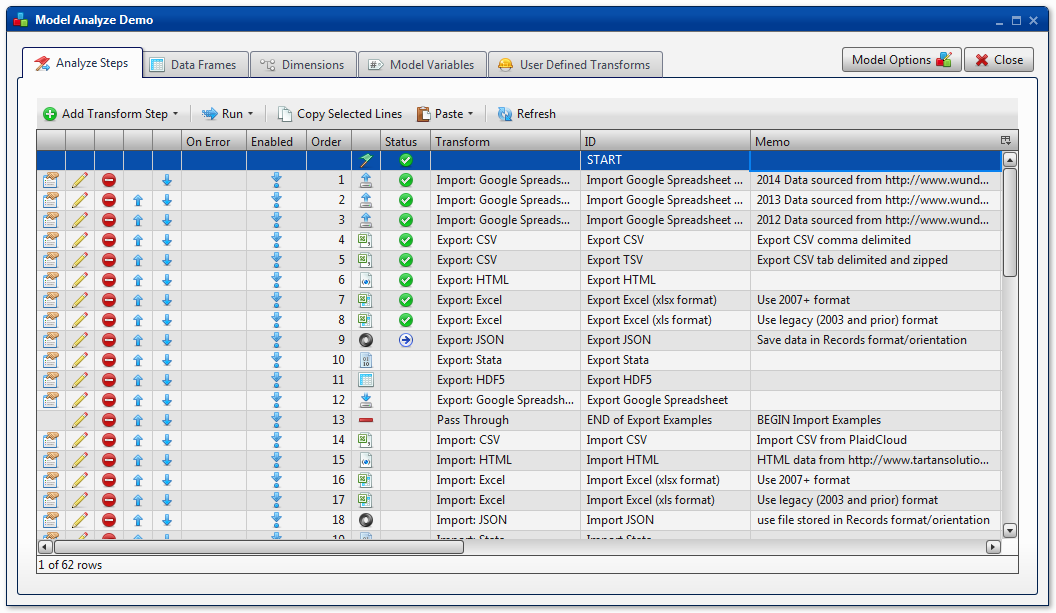 Model Analyze Demo
Analyze Steps Data Frames Dimensions Model Variables User Defined Transforms Model Options Close
Add Transform Step Run Copy Selected Lines Paste Refresh
On Error Enabled Order Status Transform ID Memo
START
1 Import: Google Spreads... Import Google Spreadsheet ... 2014 Data sourced from http://www.wund...
2 Import: Google Spreads... Import Google Spreadsheet ... 2013 Data sourced from http://www.wund...
3 Import: Google Spreads... Import Google Spreadsheet ... 2012 Data sourced from http://www.wund...
4 Export: CSV Export CSV Export CSV comma delimited
5 Export: CSV Export TSV Export CSV tab delimited and zipped
6 Export: HTML Export HTML
7 Export: Excel Export Excel (xlsx format) Use 2007+ format
8 Export: Excel Export Excel (xls format) Use legacy (2003 and prior) format
9 Export: JSON Export JSON Save data in Records format/orientation
10 Export: Stata Export Stata
11 Export: HDF5 Export HDF5
12 Export: Google Spreadsh... Export Google Spreadsheet
13 Pass Through END of Export Examples BEGIN Import Examples
14 Import: CSV Import CSV Import CSV from PlaidCloud
15 Import: HTML Import HTML HTML data from http://www.tartansolutio...
16 Import: Excel Import Excel (xlsx format) Use 2007+ format
17 Import: Excel Import Excel (xls format) Use legacy (2003 and prior) format
18 Import: JSON Import JSON use file stored in Records format/orientation
1 of 62 rows